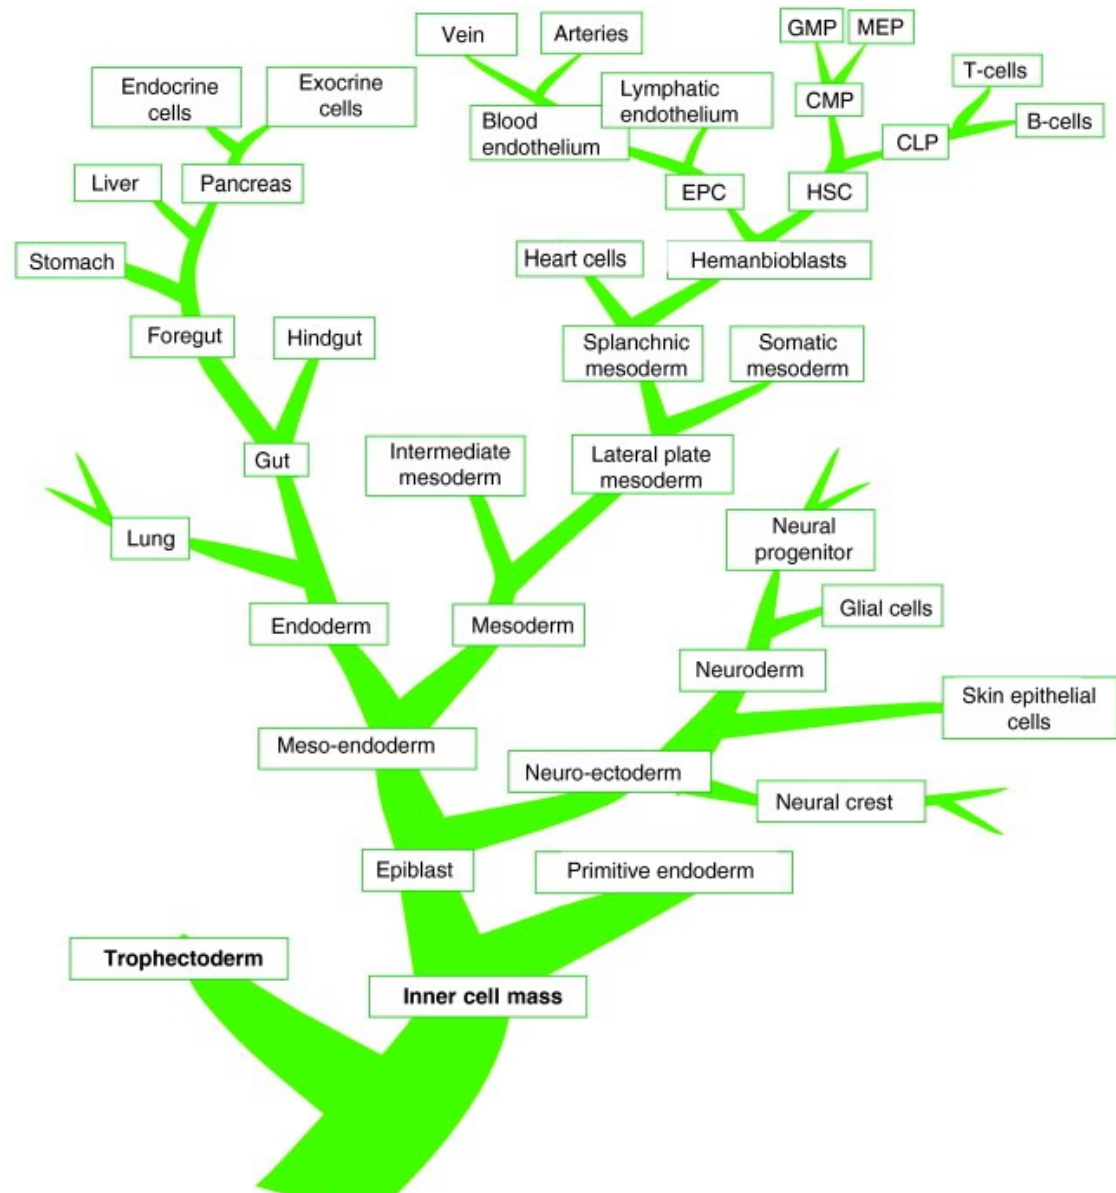 GMP
MEP
Vein
Arteries
T-cells
Endocrine
cells
Exocrine
cells
Lymphatic
endothelium
CMP
B-cells
Blood
endothelium
CLP
Liver
Pancreas
EPC
HSC
Stomach
Heart cells
Hemanbioblasts
Foregut
Hindgut
Splanchnic
mesoderm
Somatic
mesoderm
Gut
Intermediate
mesoderm
Lateral plate
mesoderm
Lung
Neural
progenitor
Glial cells
Endoderm
Mesoderm
Neuroderm
Skin epithelial
cells
Meso-endoderm
Neuro-ectoderm
Neural crest
Epiblast
Primitive endoderm
Trophectoderm
Inner cell mass